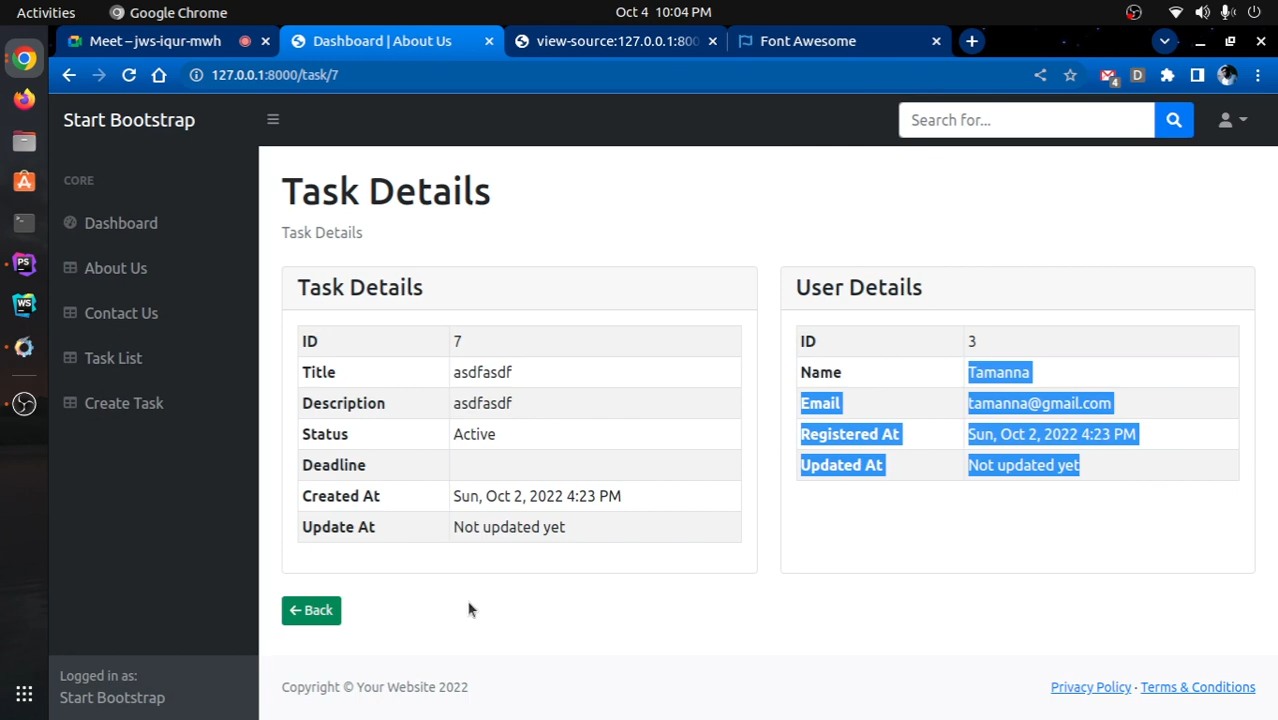 Activities
Google Chrome
Oct 4 10:04 PM
Meet – jws-iqur-mwh
Dashboard | About Us
view-source:127.0.0.1:800
Font Awesome
127.0.0.1:8000/task/7
4
D
Start Bootstrap
Search for...
CORE
Dashboard
About Us
Contact Us
Task List
Create Task
Logged in as:
Start Bootstrap
PS
WS
Task Details
Task Details
Task Details
ID 7
Title asdfasdf
Description asdfasdf
Status Active
Deadline
Created At Sun, Oct 2, 2022 4:23 PM
Update At Not updated yet
User Details
ID 3
Name Tamanna
Email tamanna@gmail.com
Registered At Sun, Oct 2, 2022 4:23 PM
Updated At Not updated yet
Back
Copyright © Your Website 2022
Privacy Policy · Terms & Conditions